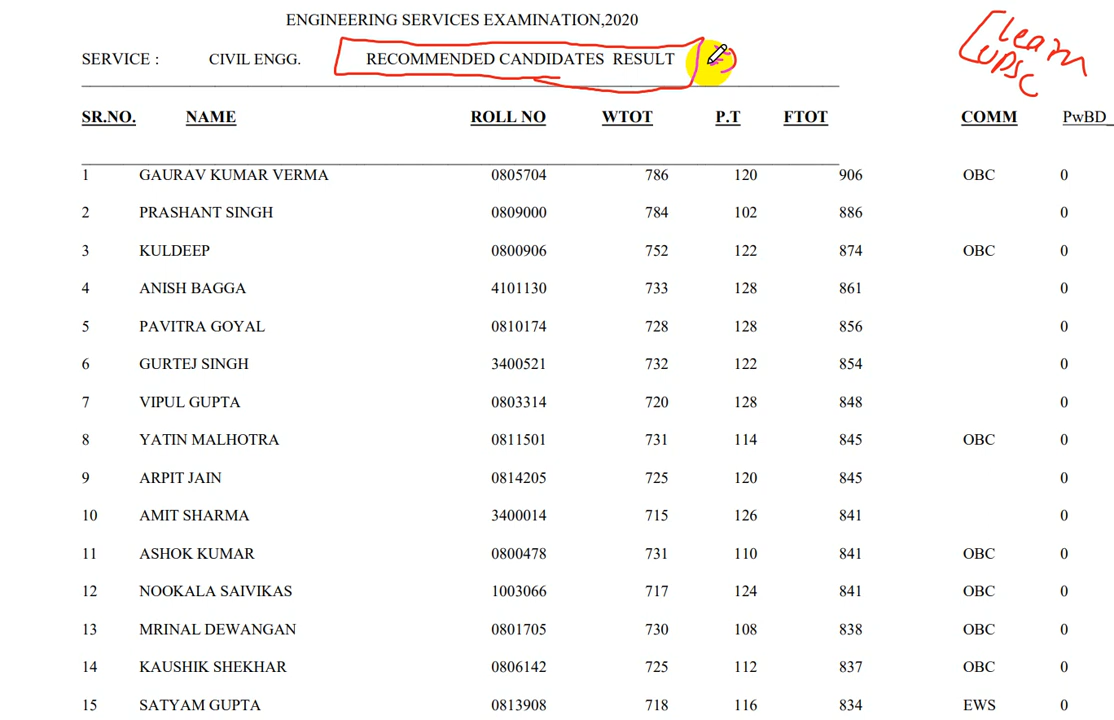 ENGINEERING SERVICES EXAMINATION,2020
SERVICE : CIVIL ENGG. RECOMMENDED CANDIDATES RESULT
learn
UPSC
SR.NO. NAME ROLL NO WTOT P.T FTOT COMM PwBD_
1 GAURAV KUMAR VERMA 0805704 786 120 906 OBC 0
2 PRASHANT SINGH 0809000 784 102 886 0
3 KULDEEP 0800906 752 122 874 OBC 0
4 ANISH BAGGA 4101130 733 128 861 0
5 PAVITRA GOYAL 0810174 728 128 856 0
6 GURTEJ SINGH 3400521 732 122 854 0
7 VIPUL GUPTA 0803314 720 128 848 0
8 YATIN MALHOTRA 0811501 731 114 845 OBC 0
9 ARPIT JAIN 0814205 725 120 845 0
10 AMIT SHARMA 3400014 715 126 841 0
11 ASHOK KUMAR 0800478 731 110 841 OBC 0
12 NOOKALA SAIVIKAS 1003066 717 124 841 OBC 0
13 MRINAL DEWANGAN 0801705 730 108 838 OBC 0
14 KAUSHIK SHEKHAR 0806142 725 112 837 OBC 0
15 SATYAM GUPTA 0813908 718 116 834 EWS 0